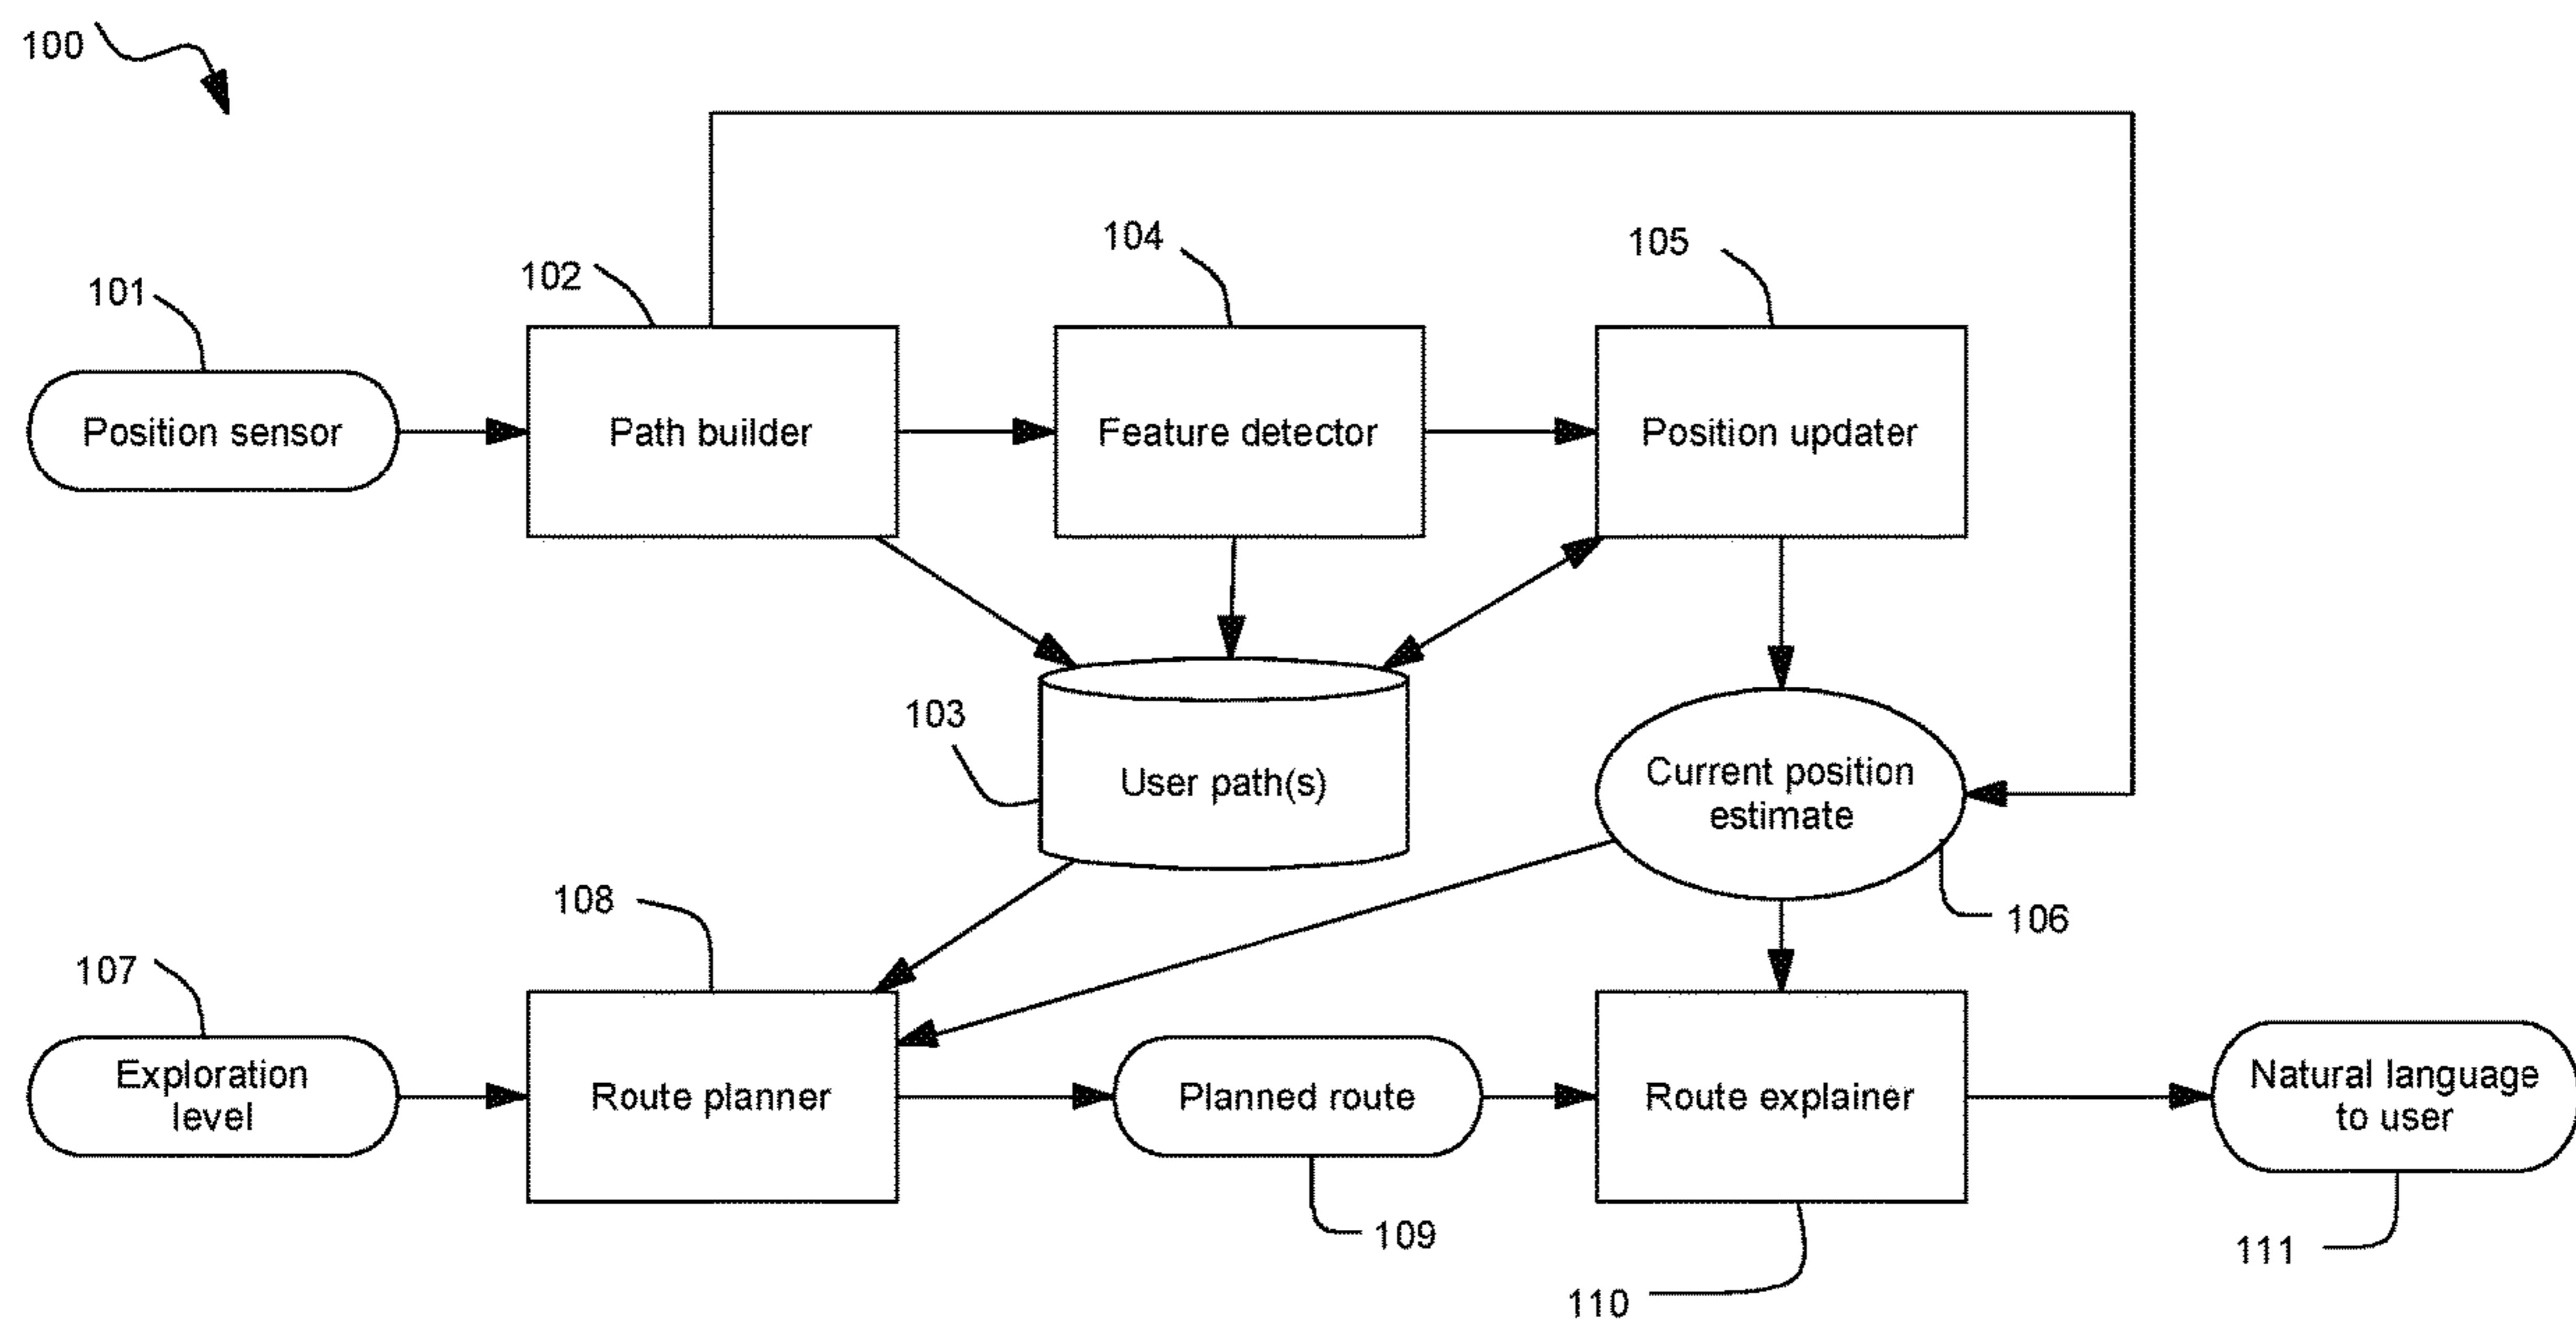 100
104
105
102
101
Position sensor
Path builder
Feature detector
Position updater
103
User path(s)
Current position
estimate
108
106
107
Exploration
level
Route planner
Planned route
Route explainer
Natural language
to user
109
111
110